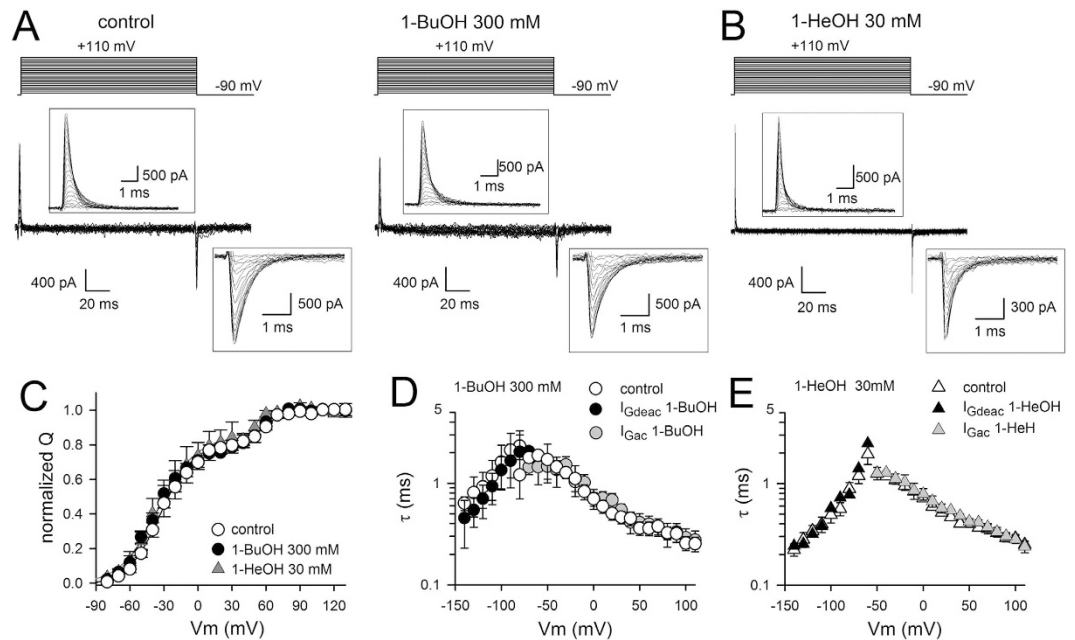 A
control
1-BuOH 300 mM
B
1-HeOH 30 mM
+110 mV
-90 mV
+110 mV
-90 mV
+110 mV
-90 mV
500 pA
1 ms
500 pA
1 ms
500 pA
1 ms
400 pA
20 ms
500 pA
1 ms
400 pA
20 ms
500 pA
1 ms
400 pA
20 ms
300 pA
1 ms
C
normalized Q
1.0
0.8
0.6
0.4
0.2
0.0
-90 -60 -30 0 30 60 90 120
Vm (mV)
control
1-BuOH 300 mM
1-HeOH 30 mM
D
1-BuOH 300 mM
control
IGdeac 1-BuOH
IGac 1-BuOH
τ (ms)
5
1
0.1
-150 -100 -50 0 50 100
Vm (mV)
E
1-HeOH 30mM
control
IGdeac 1-HeOH
IGac 1-HeH
τ (ms)
5
1
0.1
-150 -100 -50 0 50 100
Vm (mV)